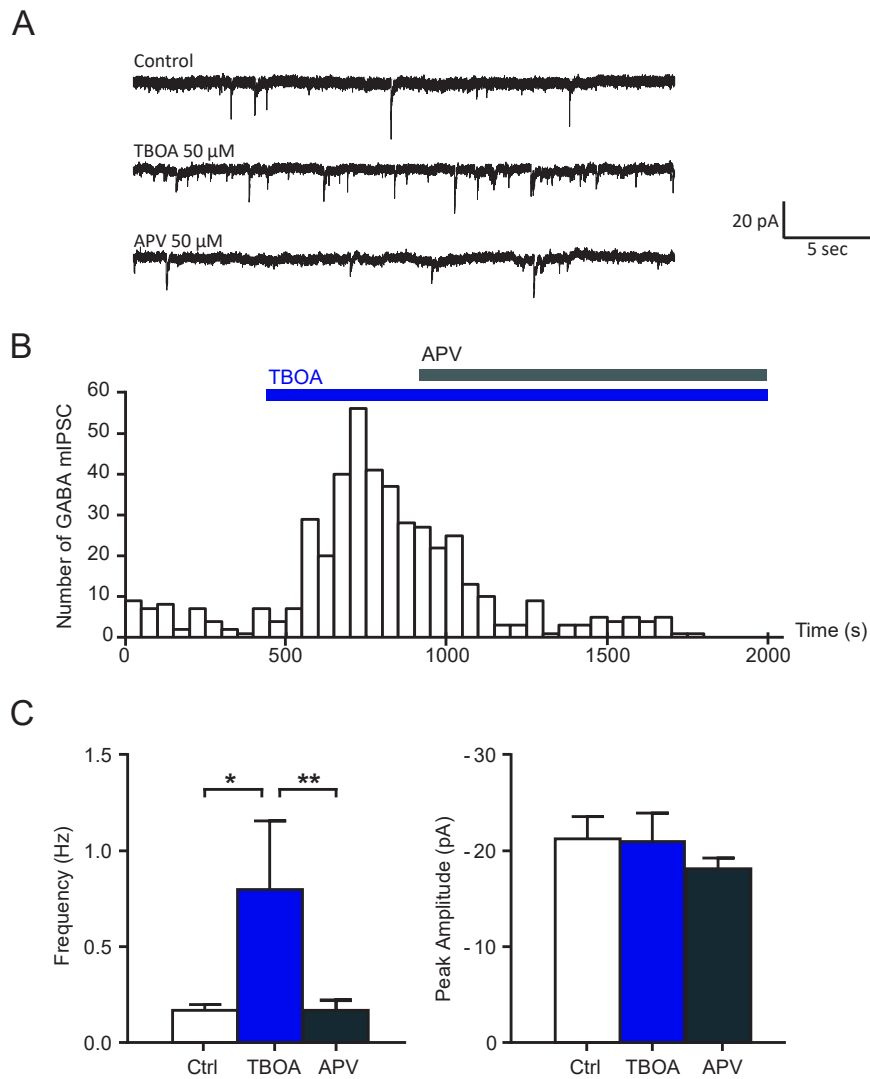 A
Control
TBOA 50 µM
APV 50 µM
20 pA
5 sec
B
APV
TBOA
Number of GABA mIPSC
60
50
40
30
20
10
0
0 500 1000 1500 2000
Time (s)
C
Frequency (Hz)
1.5
1.0
0.5
0.0
* **
Ctrl TBOA APV
Peak Amplitude (pA)
- 30
- 20
- 10
0
Ctrl TBOA APV